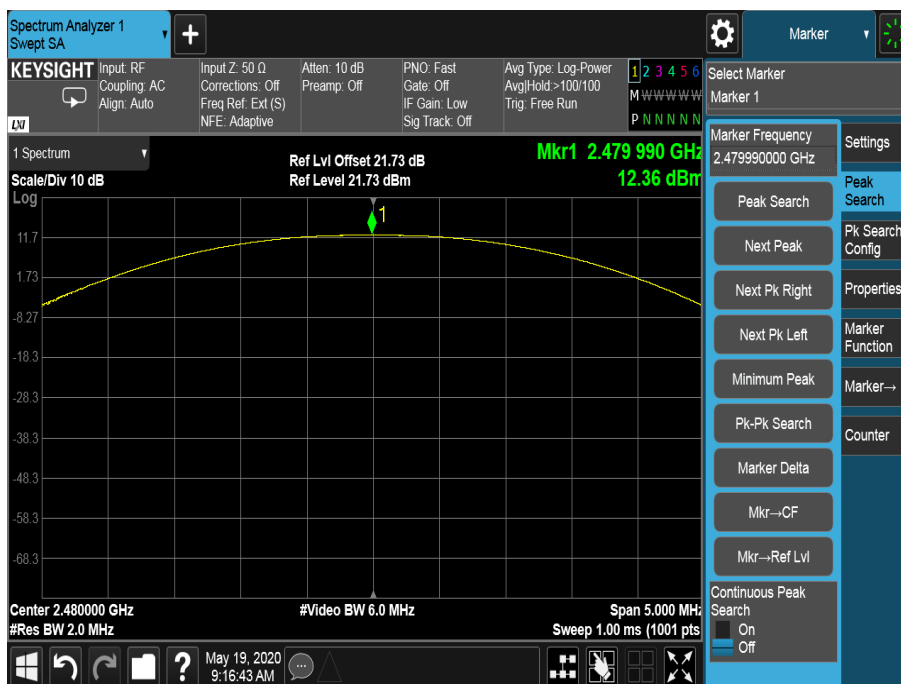 Spectrum Analyzer 1
Swept SA
Marker
KEYSIGHT
LXI
Input: RF
Coupling: AC
Align: Auto
Input Z: 50 Ω
Corrections: Off
Freq Ref: Ext (S)
NFE: Adaptive
Atten: 10 dB
Preamp: Off
PNO: Fast
Gate: Off
IF Gain: Low
Sig Track: Off
Avg Type: Log-Power
Avg|Hold:>100/100
Trig: Free Run
1 2 3 4 5 6
M W W W W W W
P N N N N N
Select Marker
Marker 1
1 Spectrum
Scale/Div 10 dB
Ref Lvl Offset 21.73 dB
Ref Level 21.73 dBm
Mkr1 2.479 990 GHz
12.36 dBm
Log
1
11.7
1.73
-8.27
-18.3
-28.3
-38.3
-48.3
-58.3
-68.3
Center 2.480000 GHz
#Res BW 2.0 MHz
#Video BW 6.0 MHz
Span 5.000 MHz
Sweep 1.00 ms (1001 pts
Marker Frequency
2.479990000 GHz
Peak Search
Next Peak
Next Pk Right
Next Pk Left
Minimum Peak
Pk-Pk Search
Marker Delta
Mkr→CF
Mkr→Ref Lvl
Continuous Peak
Search
On
Off
Settings
Peak
Search
Pk Search
Config
Properties
Marker
Function
Marker→
Counter
?
May 19, 2020
9:16:43 AM